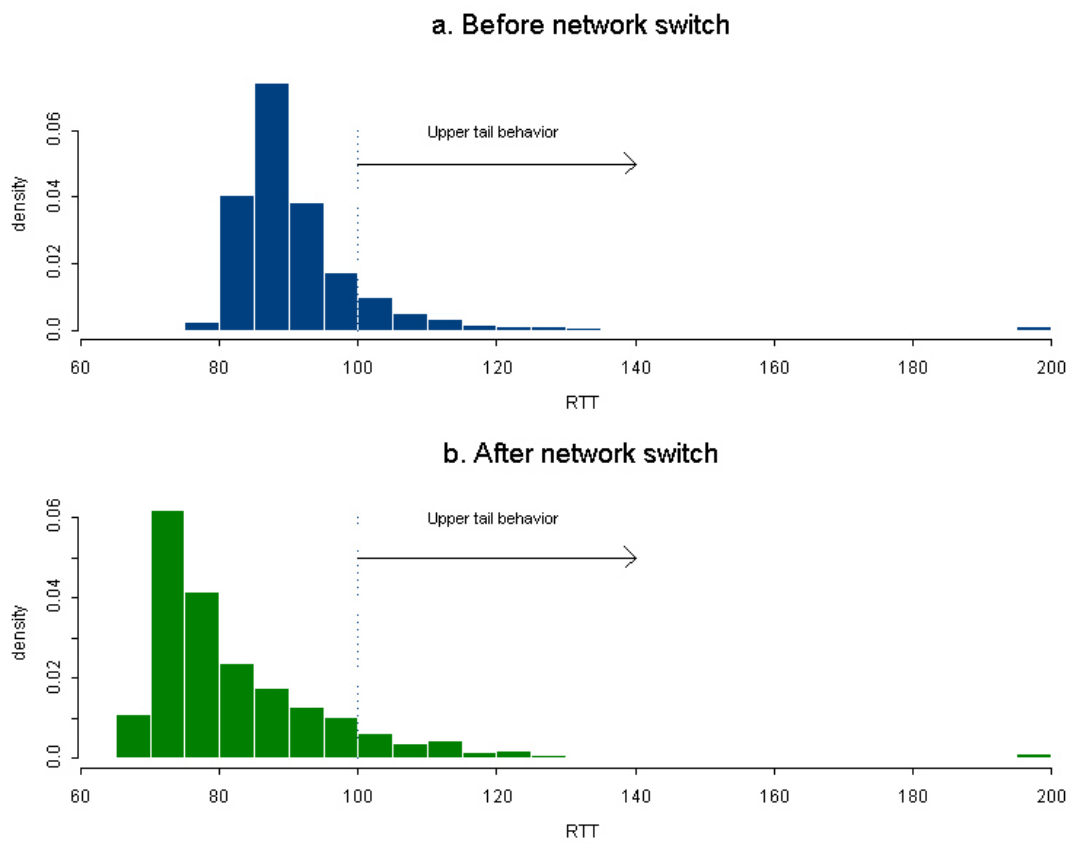 a. Before network switch
Upper tail behavior
density
0.06
0.04
0.02
0.0
60 80 100 120 140 160 180 200
RTT
b. After network switch
Upper tail behavior
density
0.06
0.04
0.02
0.0
60 80 100 120 140 160 180 200
RTT